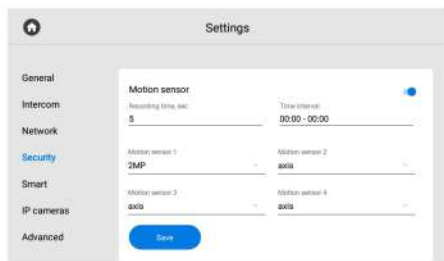 Settings
General
Intercom
Network
Security
Smart
IP cameras
Advanced
Motion sensor
Recording time, sec.
Time interval
5
00:00 - 00:00
Motion sensor 1
Motion sensor 2
2MP
axis
Motion sensor 3
Motion sensor 4
axis
axis
Save